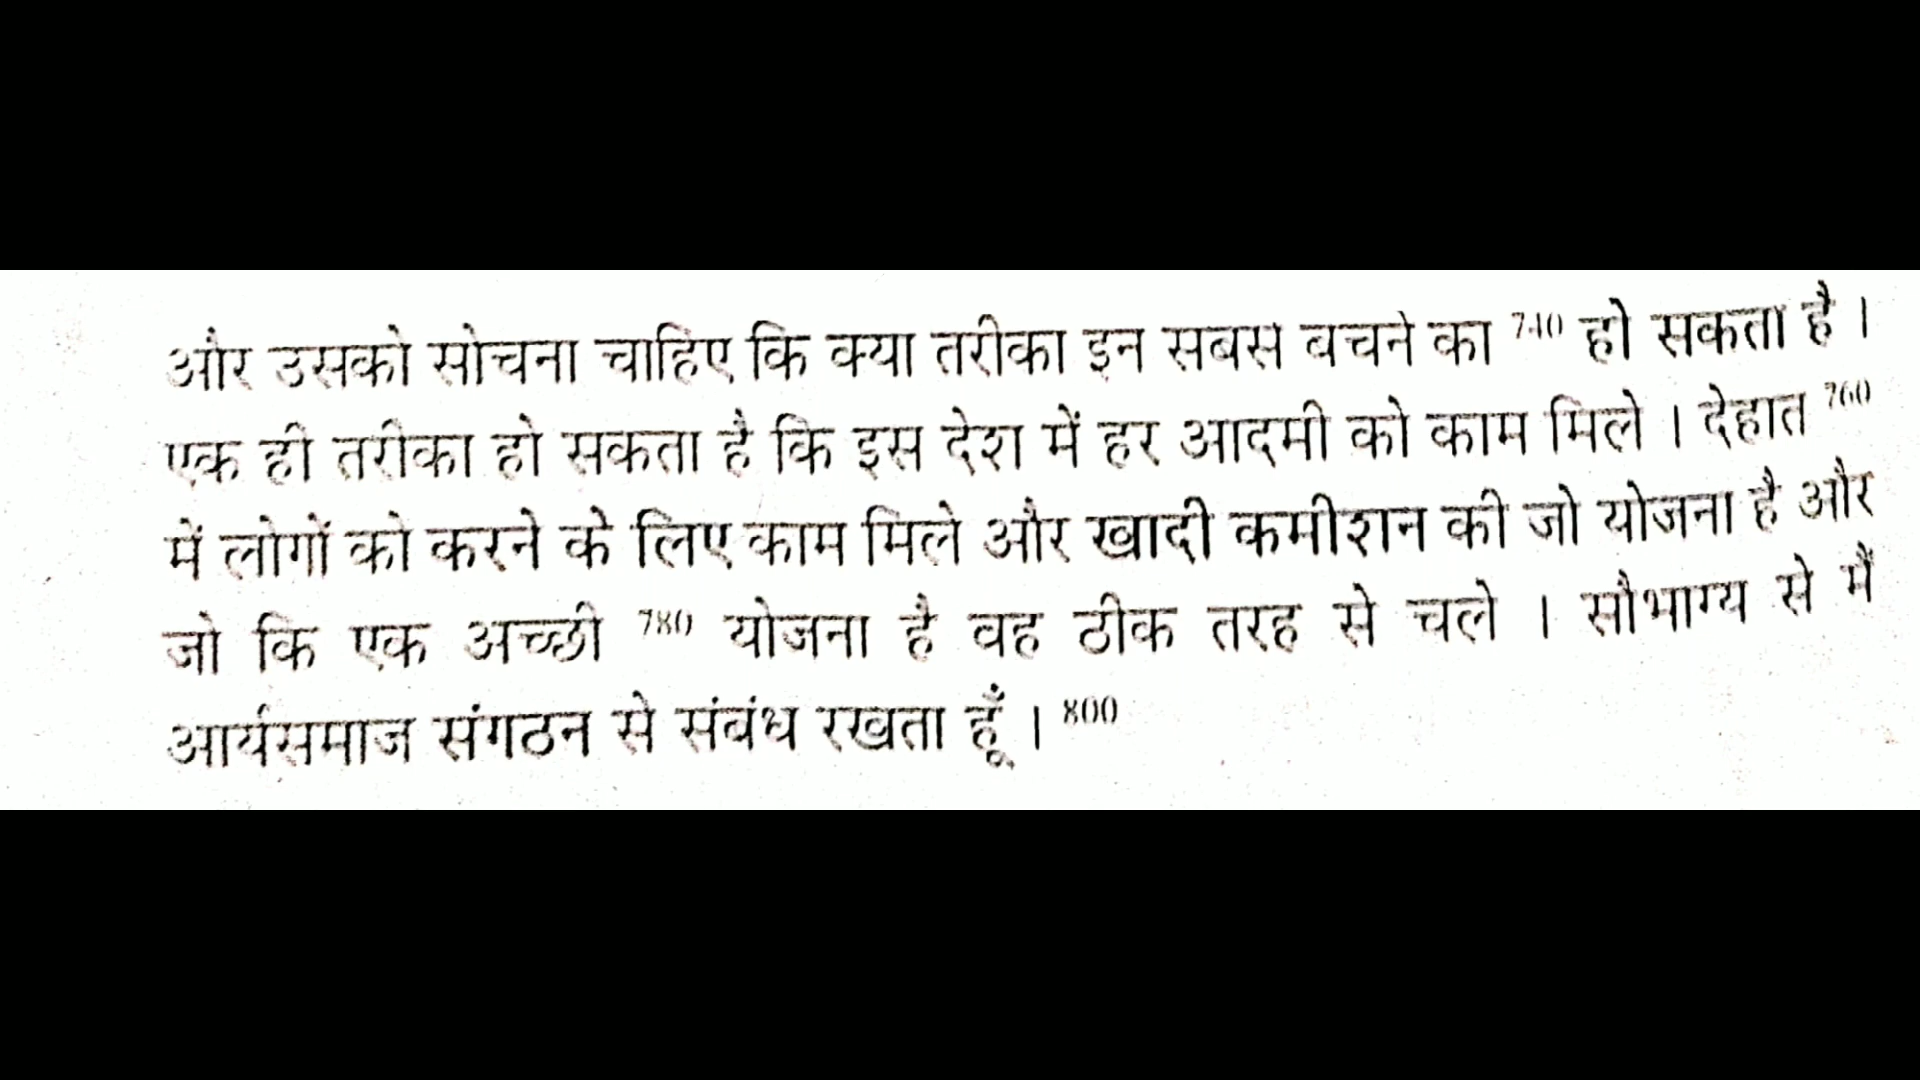 और उसको सोचना चाहिए कि क्या तरीका इन सबस बचने का 740 हो सकता है ।
एक ही तरीका हो सकता है कि इस देश में हर आदमी को काम मिले । देहात 760
में लोगों को करने के लिए काम मिले और खादी कमीशन की जो योजना है और
जो कि एक अच्छी 780 योजना है वह ठीक तरह से चले । सौभाग्य से मैं
आर्यसमाज संगठन से संबंध रखता हूँ । 800